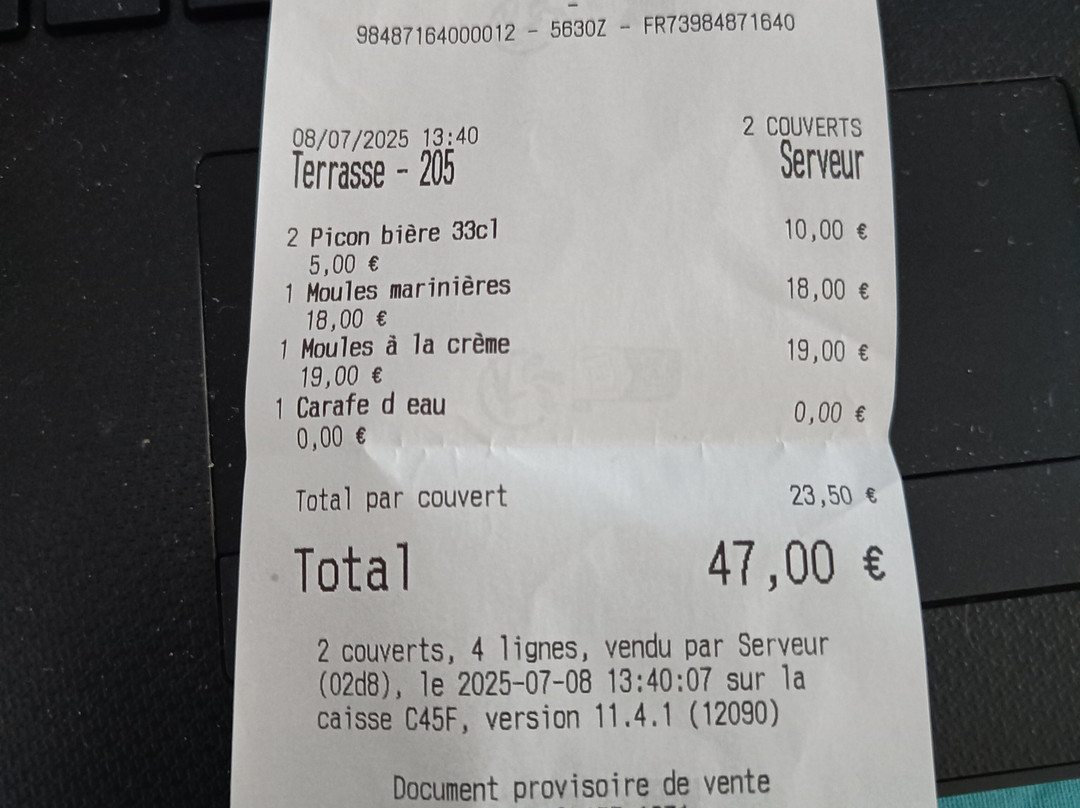 98487164000012 - 5630Z - FR73984871640
08/07/2025 13:40 2 COUVERTS
Terrasse - 205 Serveur
2 Picon bière 33cl 10,00 €
5,00 €
1 Moules marinières 18,00 €
18,00 €
1 Moules à la crème 19,00 €
19,00 €
1 Carafe d eau 0,00 €
0,00 €
Total par couvert 23,50 €
Total 47,00 €
2 couverts, 4 lignes, vendu par Serveur
(02d8), le 2025-07-08 13:40:07 sur la
caisse C45F, version 11.4.1 (12090)
Document provisoire de vente